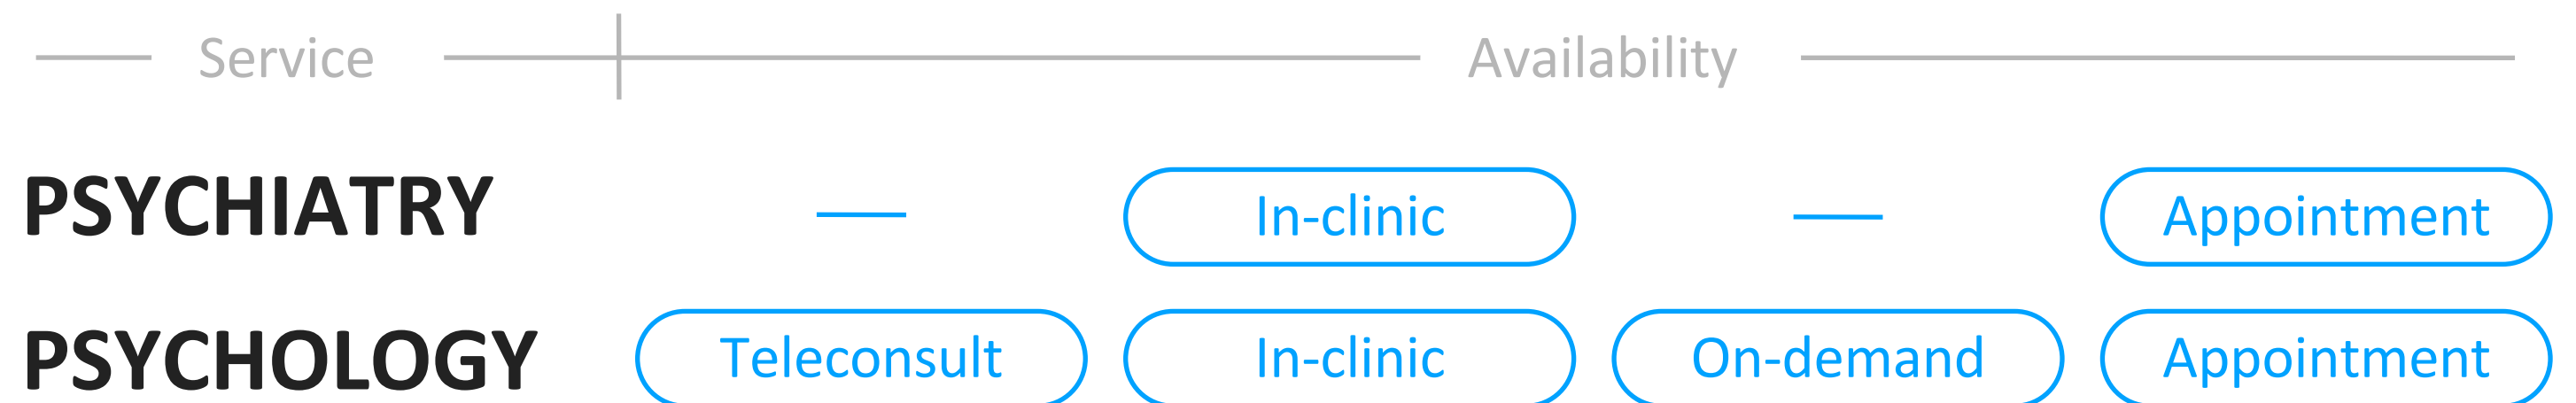 Service Availability
PSYCHIATRY — In-clinic — Appointment
PSYCHOLOGY Teleconsult In-clinic On-demand Appointment